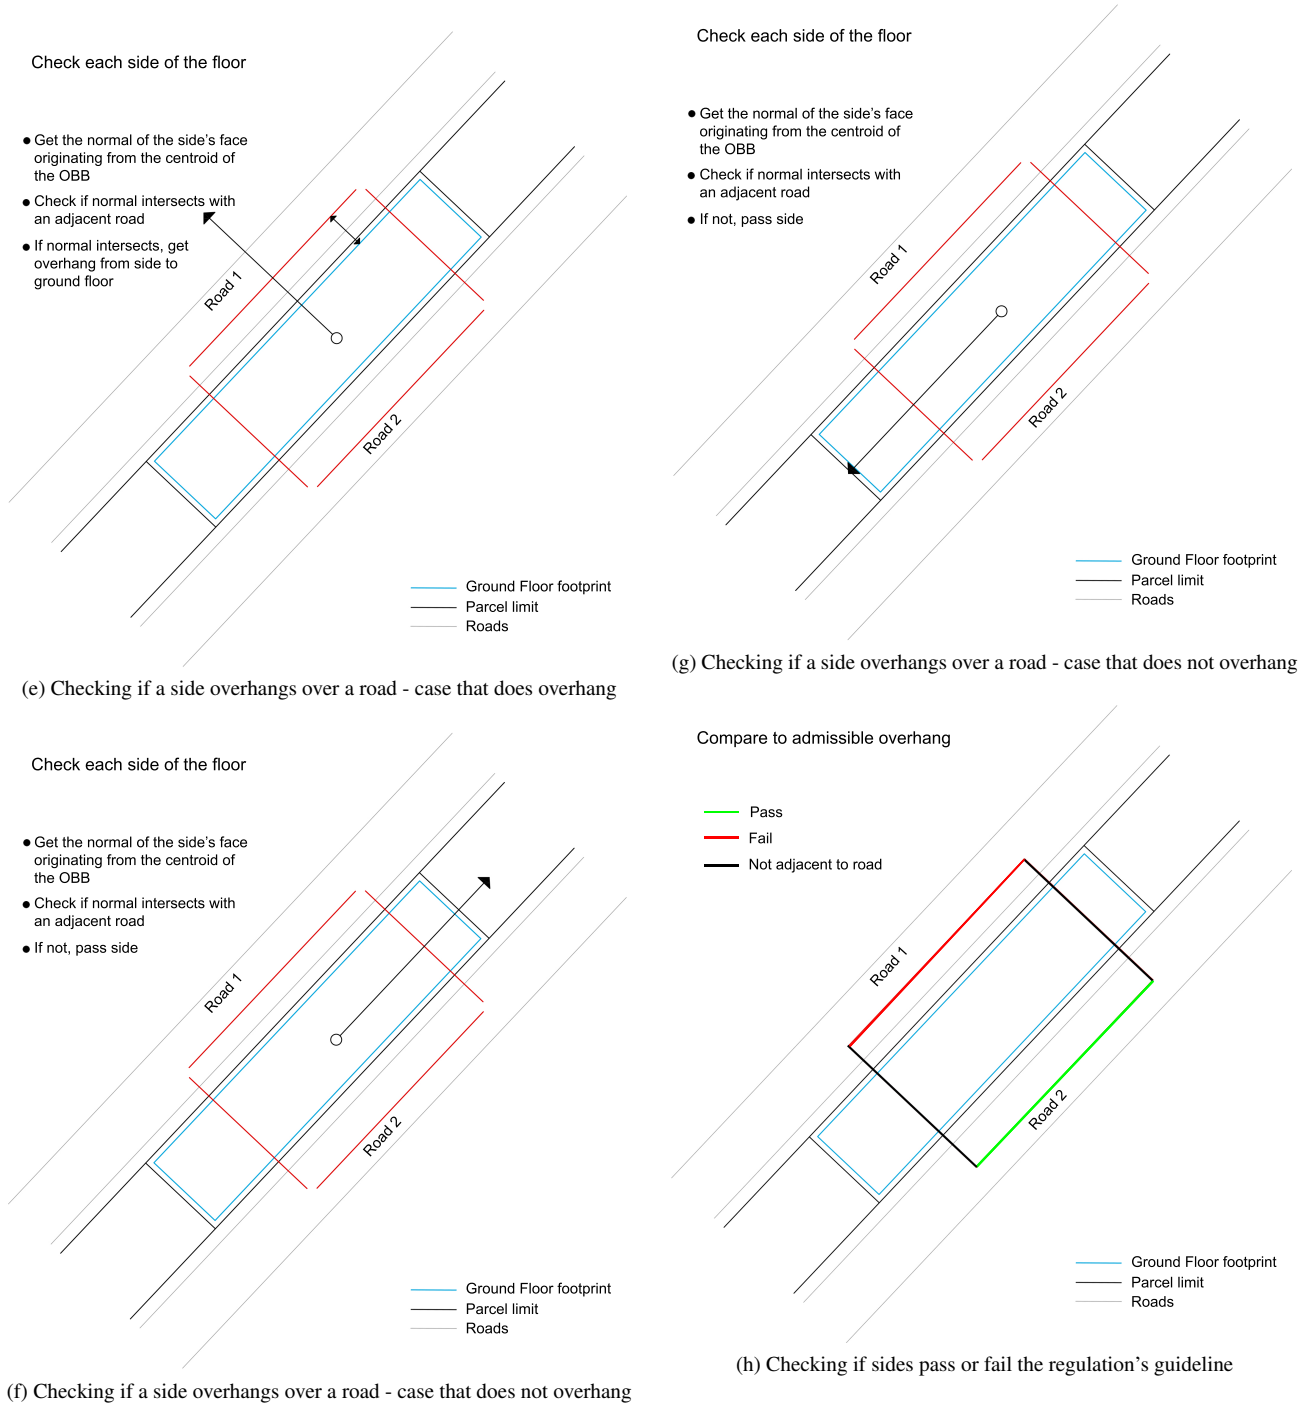 Check each side of the floor
● Get the normal of the side's face
originating from the centroid of
the OBB
● Check if normal intersects with
an adjacent road
● If normal intersects, get
overhang from side to
ground floor
Road 1
Road 2
Ground Floor footprint
Parcel limit
Roads
(e) Checking if a side overhangs over a road - case that does overhang
Check each side of the floor
● Get the normal of the side's face
originating from the centroid of
the OBB
● Check if normal intersects with
an adjacent road
● If not, pass side
Road 1
Road 2
Ground Floor footprint
Parcel limit
Roads
(g) Checking if a side overhangs over a road - case that does not overhang
Check each side of the floor
● Get the normal of the side's face
originating from the centroid of
the OBB
● Check if normal intersects with
an adjacent road
● If not, pass side
Road 1
Road 2
Ground Floor footprint
Parcel limit
Roads
(f) Checking if a side overhangs over a road - case that does not overhang
Compare to admissible overhang
Pass
Fail
Not adjacent to road
Road 1
Road 2
Ground Floor footprint
Parcel limit
Roads
(h) Checking if sides pass or fail the regulation's guideline